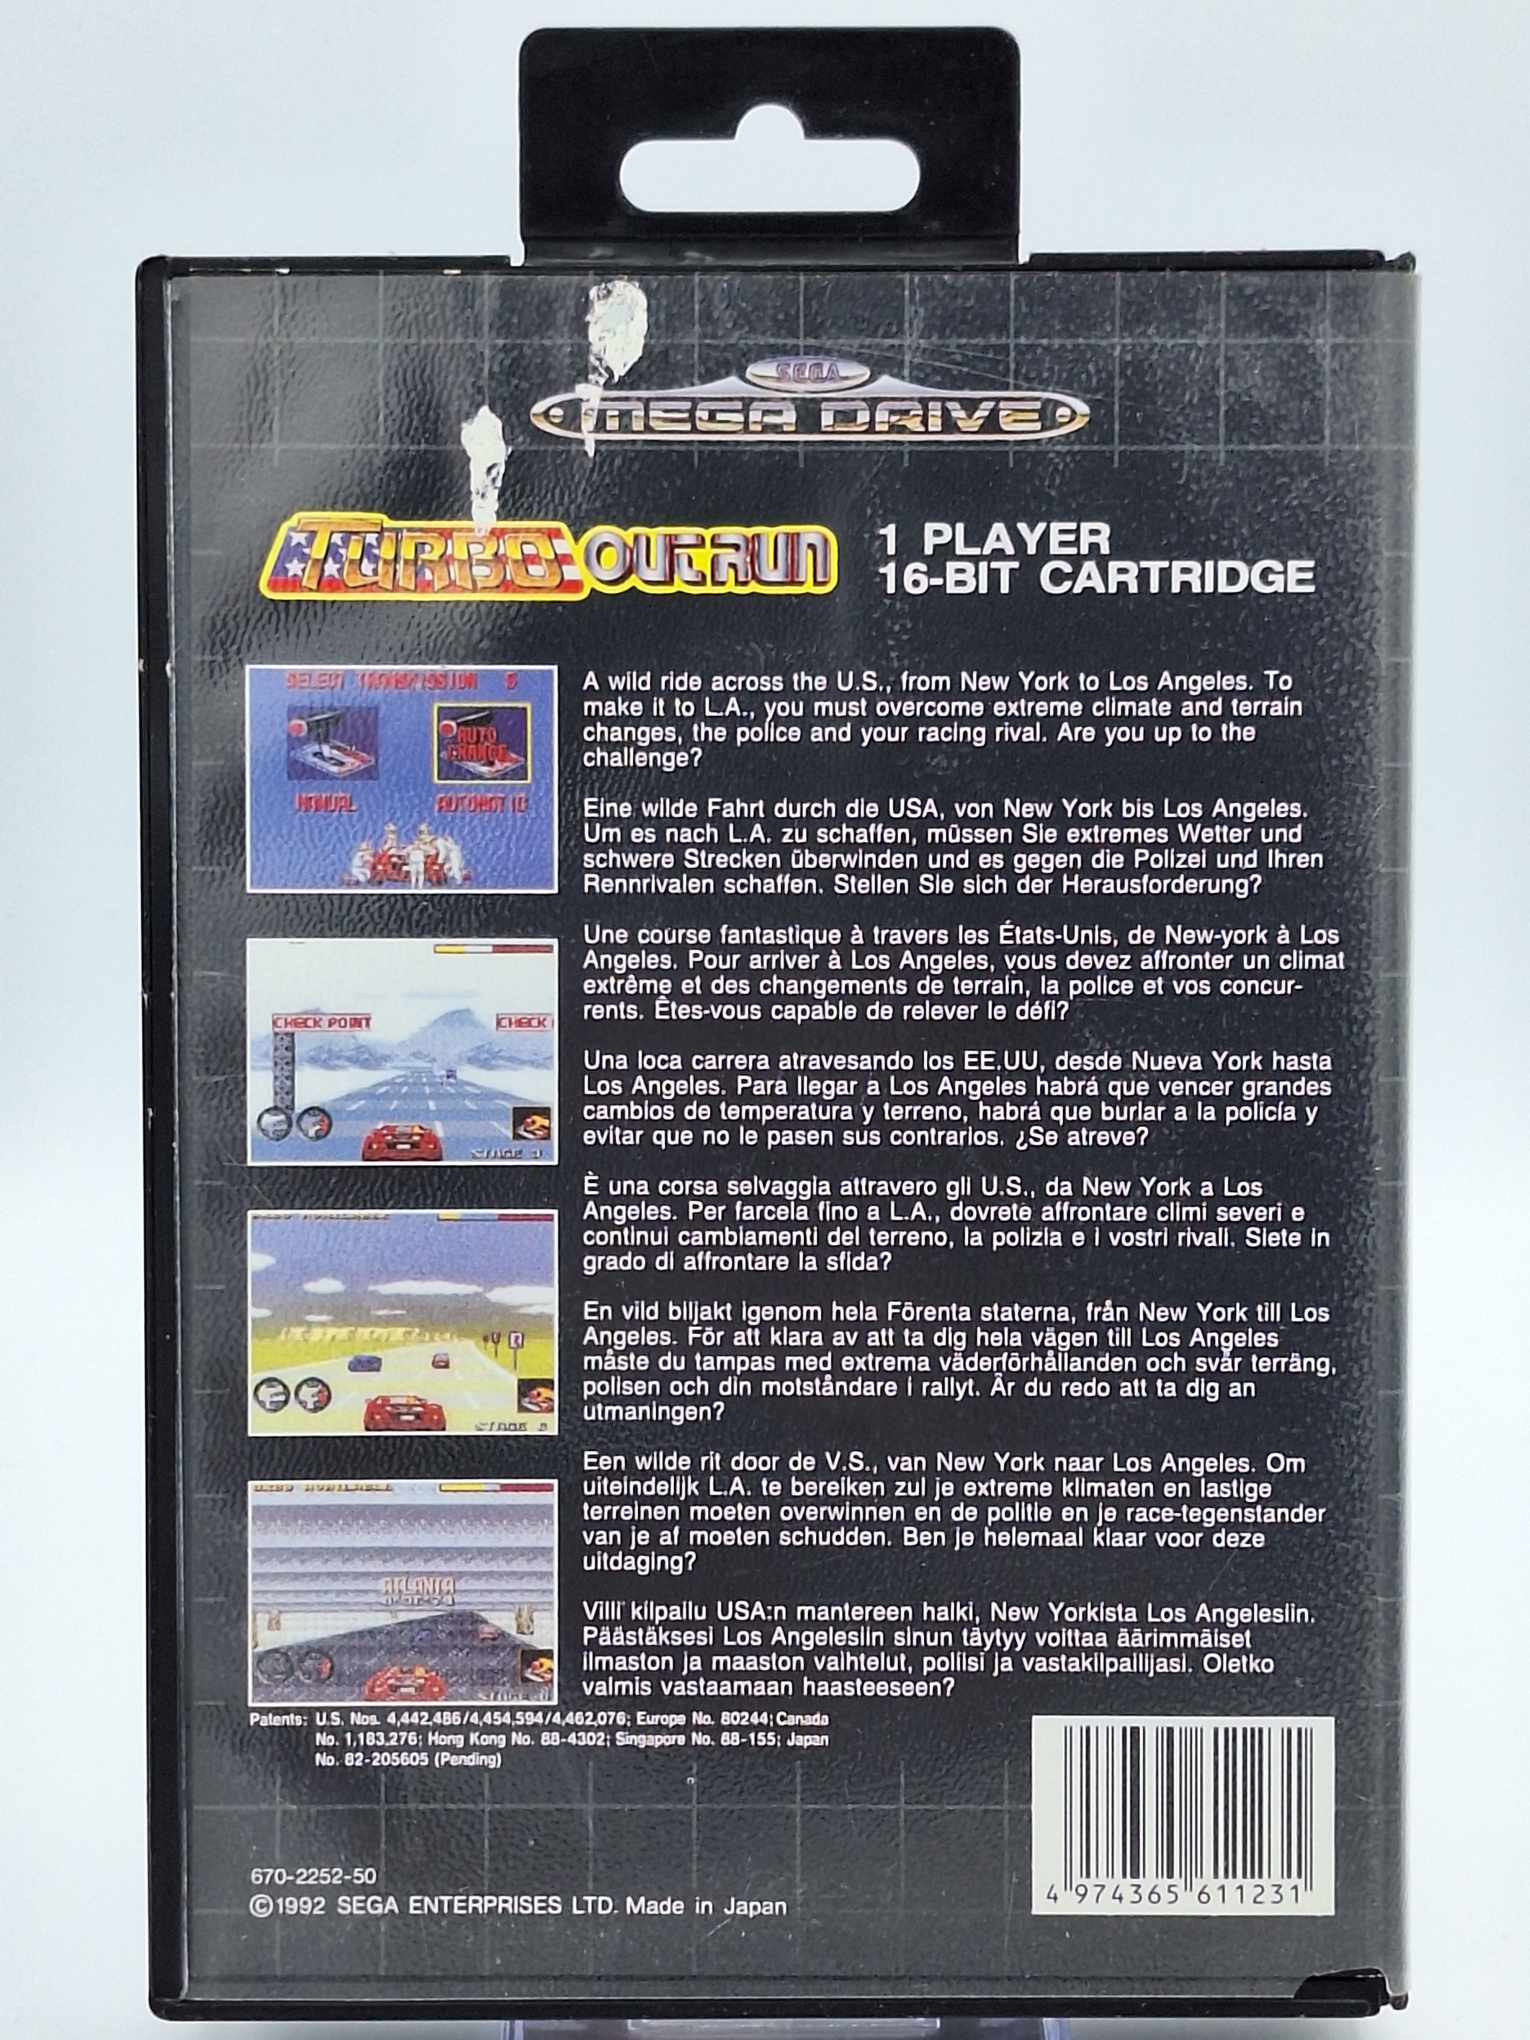 SEGA
MEGA DRIVE
TURBO OUTRUN
1 PLAYER
16-BIT CARTRIDGE
SELECT TRANSMISSION
AUTO
CHANGE
MANUAL AUTOMATIC
A wild ride across the U.S., from New York to Los Angeles. To
make it to L.A., you must overcome extreme climate and terrain
changes, the police and your racing rival. Are you up to the
challenge?
Eine wilde Fahrt durch die USA, von New York bis Los Angeles.
Um es nach L.A. zu schaffen, müssen Sie extremes Wetter und
schwere Strecken überwinden und es gegen die Polizei und Ihren
Rennrivalen schaffen. Stellen Sie sich der Herausforderung?
CHECK POINT CHECK
STAGE
Une course fantastique à travers les États-Unis, de New-york à Los
Angeles. Pour arriver à Los Angeles, vous devez affronter un climat
extrême et des changements de terrain, la police et vos concur-
rents. Êtes-vous capable de relever le défi?
Una loca carrera atravesando los EE.UU, desde Nueva York hasta
Los Angeles. Para llegar a Los Angeles habrá que vencer grandes
cambios de temperatura y terreno, habrá que burlar a la policía y
evitar que no le pasen sus contrarios. ¿Se atreve?
STAGE
È una corsa selvaggia attravero gli U.S., da New York a Los
Angeles. Per farcela fino a L.A., dovrete affrontare climi severi e
continui cambiamenti del terreno, la polizia e i vostri rivali. Siete in
grado di affrontare la sfida?
En vild biljakt igenom hela Förenta staterna, från New York till Los
Angeles. För att klara av att ta dig hela vägen till Los Angeles
måste du tampas med extrema väderförhållanden och svår terräng,
polisen och din motståndare i rallyt. Är du redo att ta dig an
utmaningen?
ATLANTA
Een wilde rit door de V.S., van New York naar Los Angeles. Om
uiteindelijk L.A. te bereiken zul je extreme klimaten en lastige
terreinen moeten overwinnen en de politie en je race-tegenstander
van je af moeten schudden. Ben je helemaal klaar voor deze
uitdaging?
Villi kilpailu USA:n mantereen halki, New Yorkista Los Angelesiin.
Päästäksesi Los Angelesiin sinun täytyy voittaa äärimmäiset
ilmaston ja maaston vaihtelut, poliisi ja vastakilpailijasi. Oletko
valmis vastaamaan haasteeseen?
Patents: U.S. Nos. 4,442,486/4,454,594/4,462,076; Europe No. 80244; Canada
No. 1,183,276; Hong Kong No. 88-4302; Singapore No. 88-155; Japan
No. 82-205605 (Pending)
670-2252-50
©1992 SEGA ENTERPRISES LTD. Made in Japan
4 974365 611231